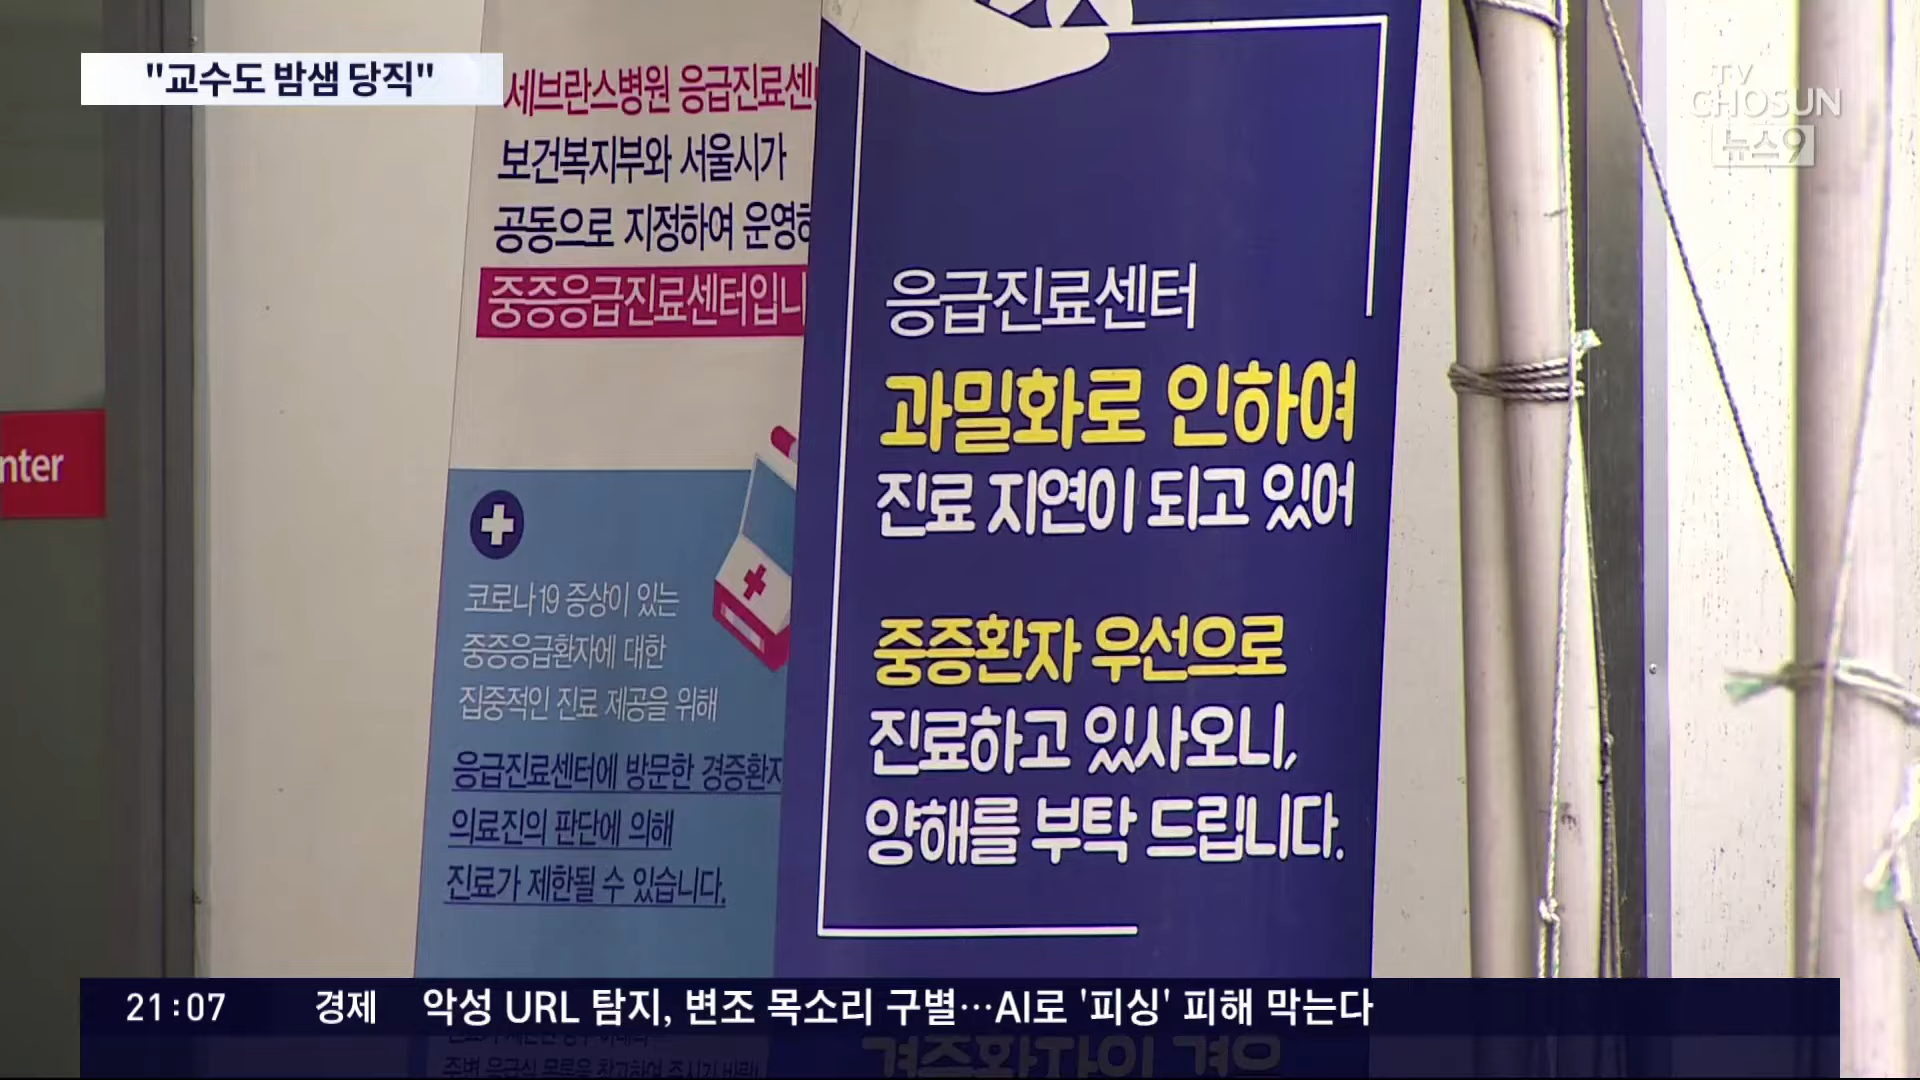 "교수도 밤샘 당직"
TV
CHOSUN
뉴스9
nter
세브란스병원 응급진료센
보건복지부와 서울시가
공동으로 지정하여
중증응급진료센터입니
코로나19 증상이 있는
중증응급환자에 대한
집중적인 진료 제공을 위해
응급진료센터에 방문한 경증환자
의료진의 판단에 의해
진료가 제한될 수 있습니다.
응급진료센터
과밀화로 인하여
진료 지연이 되고 있어
중증환자 우선으로
진료하고 있사오니,
양해를 부탁 드립니다.
경증환자의 경우
21:07 경제 악성 URL 탐지, 변조 목소리 구별…AI로 '피싱' 피해 막는다